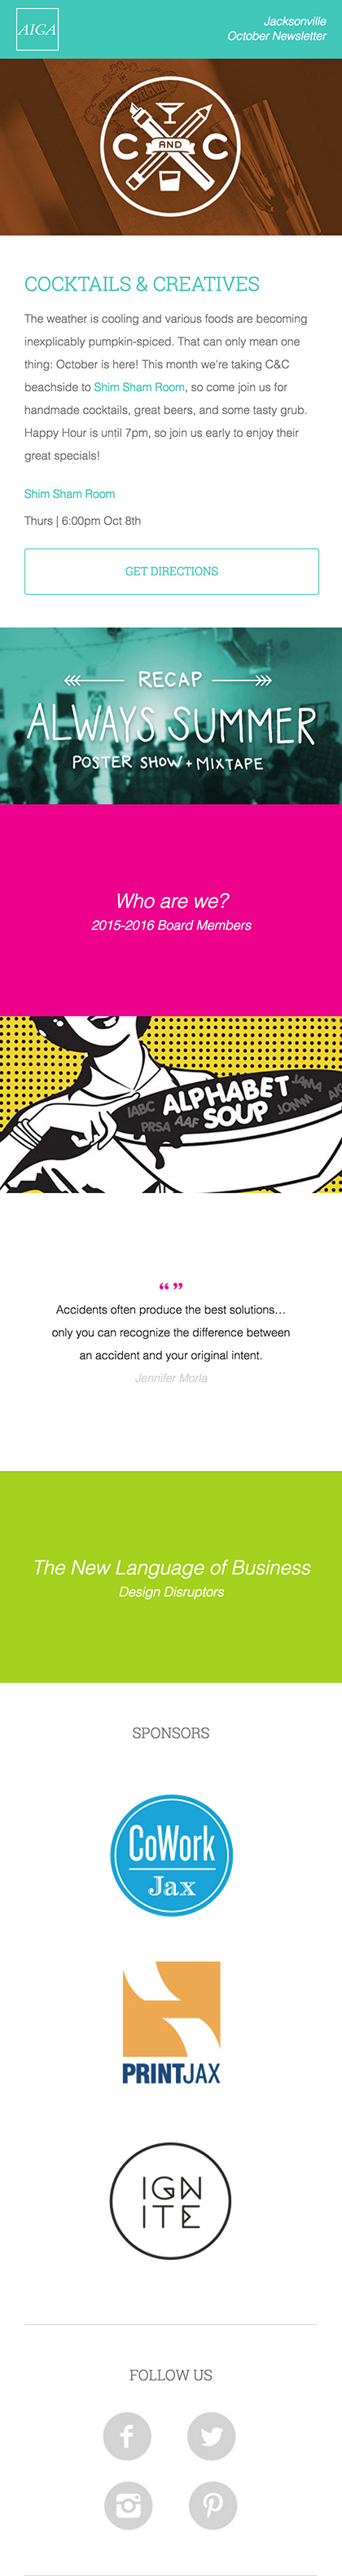 AIGA
Jacksonville
October Newsletter
C AND C
COCKTAILS & CREATIVES
The weather is cooling and various foods are becoming
inexplicably pumpkin-spiced. That can only mean one
thing: October is here! This month we're taking C&C
beachside to Shim Sham Room, so come join us for
handmade cocktails, great beers, and some tasty grub.
Happy Hour is until 7pm, so join us early to enjoy their
great specials!
Shim Sham Room
Thurs | 6:00pm Oct 8th
GET DIRECTIONS
RECAP
ALWAYS SUMMER
POSTER SHOW + MIXTAPE
Who are we?
2015-2016 Board Members
IABC ALPHABET JAMA
PRSA AAF SOUP
“ ”
Accidents often produce the best solutions…
only you can recognize the difference between
an accident and your original intent.
Jennifer Morla
The New Language of Business
Design Disruptors
SPONSORS
CoWork
Jax
PRINTJAX
IGN
ITE
FOLLOW US